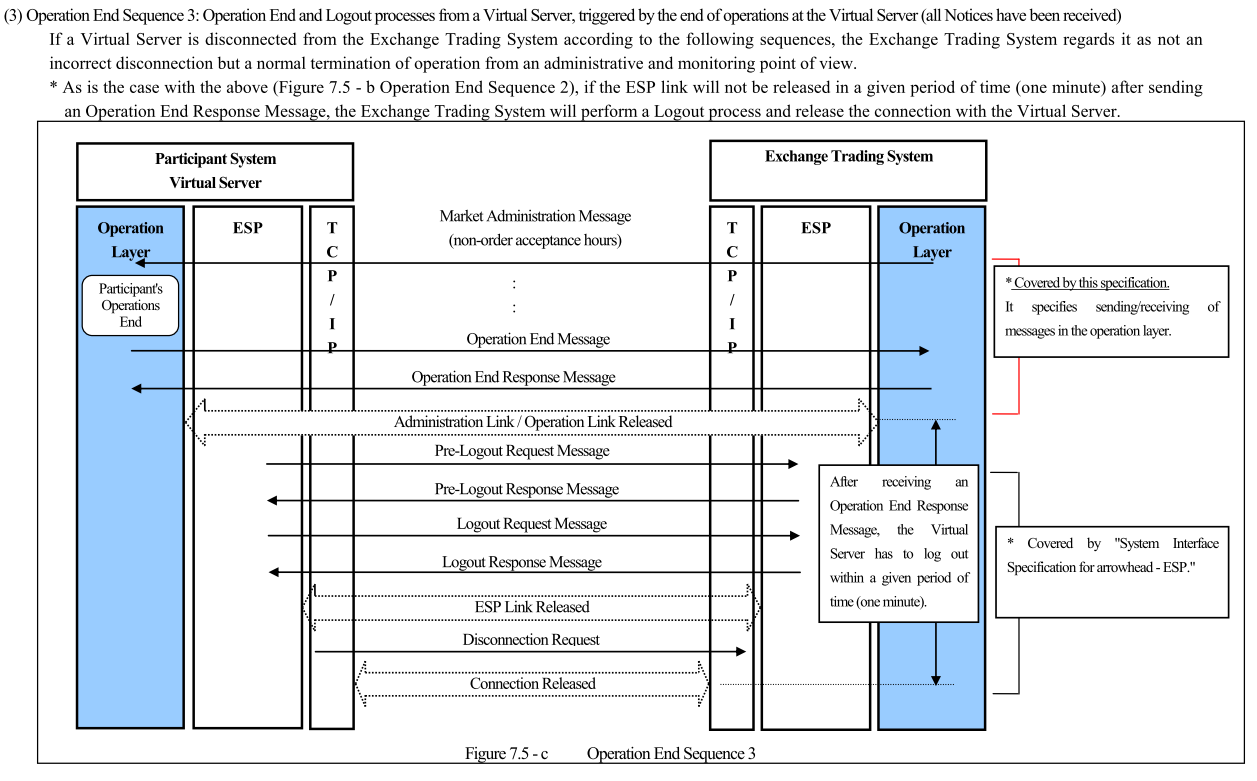 (3) Operation End Sequence 3: Operation End and Logout processes from a Virtual Server, triggered by the end of operations at the Virtual Server (all Notices have been received)
If a Virtual Server is disconnected from the Exchange Trading System according to the following sequences, the Exchange Trading System regards it as not an
incorrect disconnection but a normal termination of operation from an administrative and monitoring point of view.
* As is the case with the above (Figure 7.5 - b Operation End Sequence 2), if the ESP link will not be released in a given period of time (one minute) after sending
an Operation End Response Message, the Exchange Trading System will perform a Logout process and release the connection with the Virtual Server.
Participant System
Virtual Server
Exchange Trading System
Operation
Layer
ESP
T
C
P
/
I
P
Market Administration Message
(non-order acceptance hours)
:
:
T
C
P
/
I
P
ESP
Operation
Layer
Participant's
Operations
End
* Covered by this specification.
It specifies sending/receiving of
messages in the operation layer.
Operation End Message
Operation End Response Message
Administration Link / Operation Link Released
Pre-Logout Request Message
Pre-Logout Response Message
Logout Request Message
Logout Response Message
ESP Link Released
Disconnection Request
Connection Released
After receiving an
Operation End Response
Message, the Virtual
Server has to log out
within a given period of
time (one minute).
* Covered by "System Interface
Specification for arrowhead - ESP."
Figure 7.5 - c Operation End Sequence 3